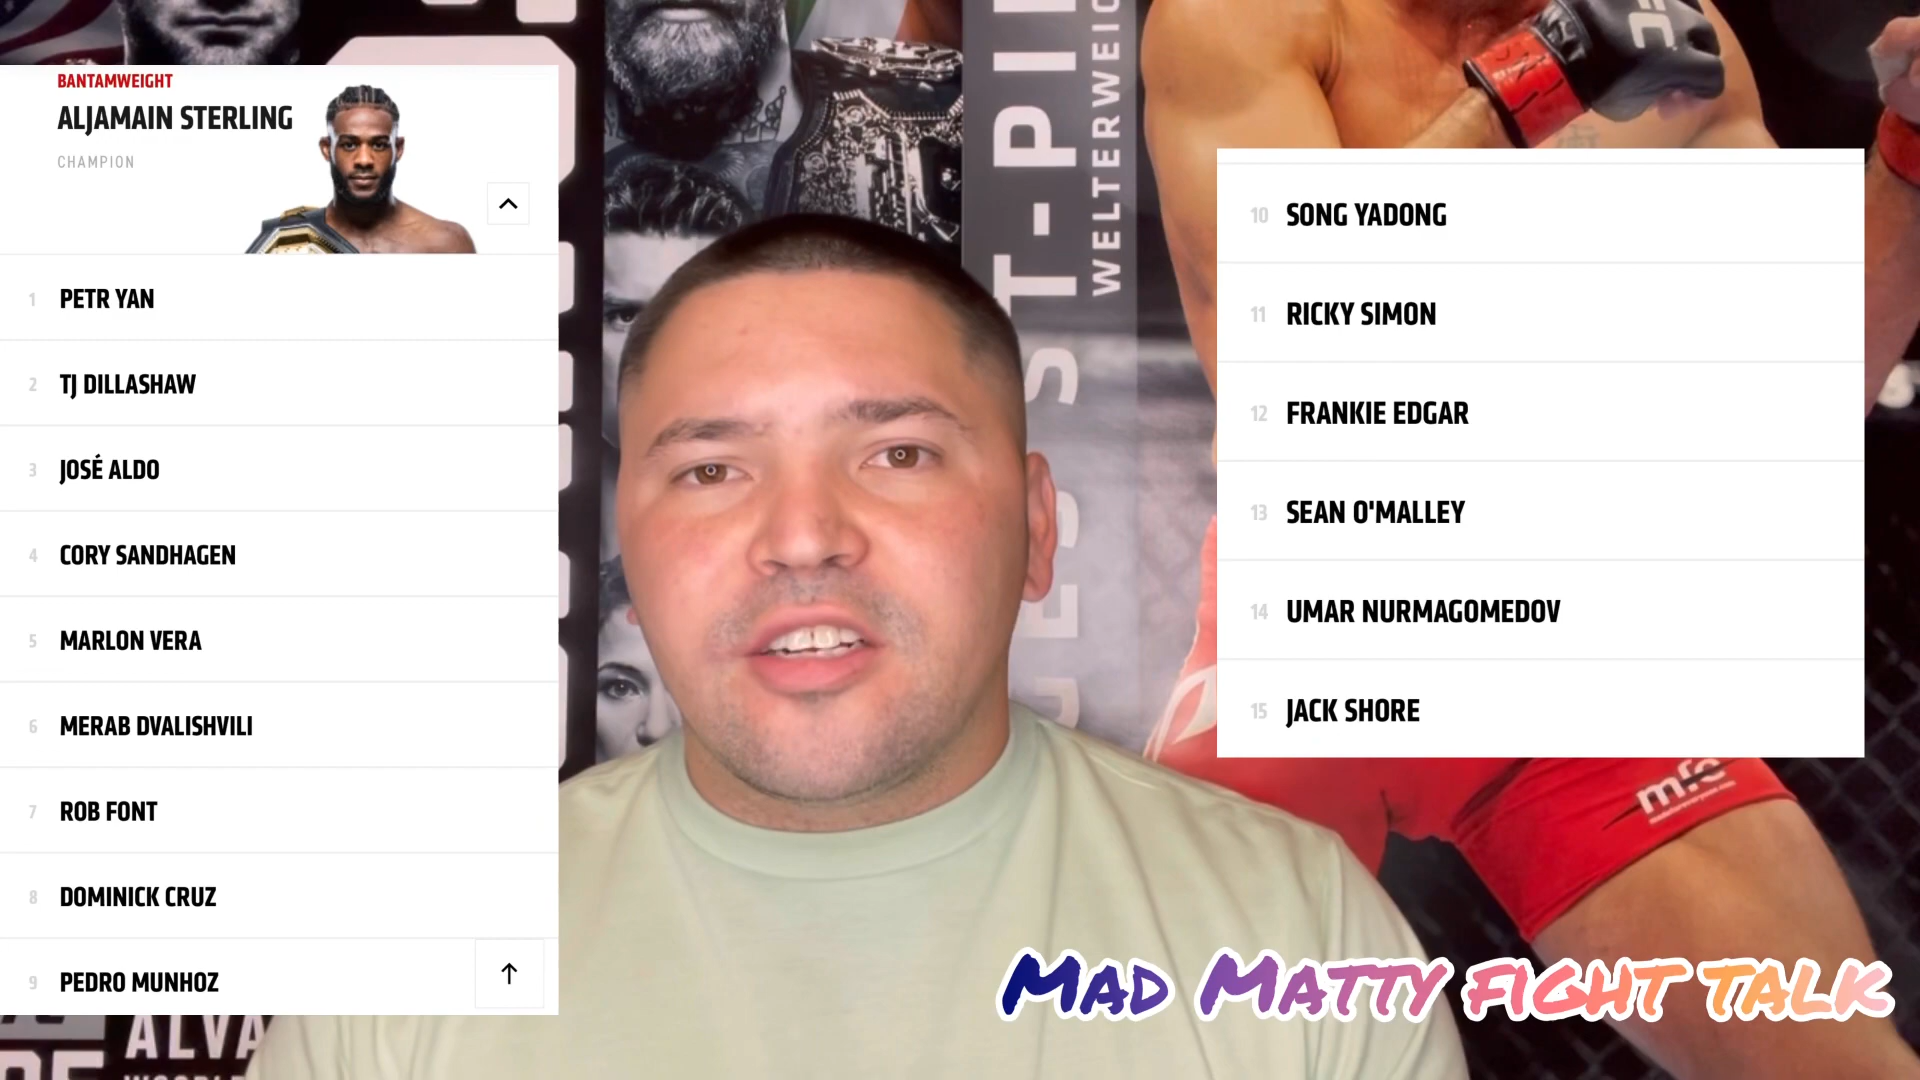 BANTAMWEIGHT
ALJAMAIN STERLING
CHAMPION
1 PETR YAN
2 TJ DILLASHAW
3 JOSÉ ALDO
4 CORY SANDHAGEN
5 MARLON VERA
6 MERAB DVALISHVILI
7 ROB FONT
8 DOMINICK CRUZ
9 PEDRO MUNHOZ
10 SONG YADONG
11 RICKY SIMON
12 FRANKIE EDGAR
13 SEAN O'MALLEY
14 UMAR NURMAGOMEDOV
15 JACK SHORE
mfc
MAD MATTY FIGHT TALK